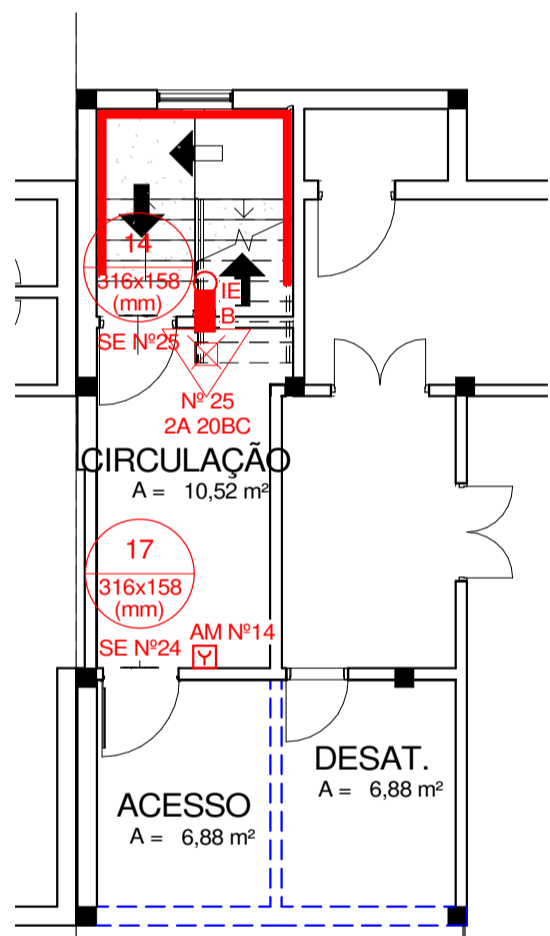 14
316x158
(mm)
SE Nº25
IE
B
Nº 25
2A 20BC
CIRCULAÇÃO
A = 10,52 m²
17
316x158
(mm)
SE Nº24
AM Nº14
Y
DESAT.
A = 6,88 m²
ACESSO
A = 6,88 m²